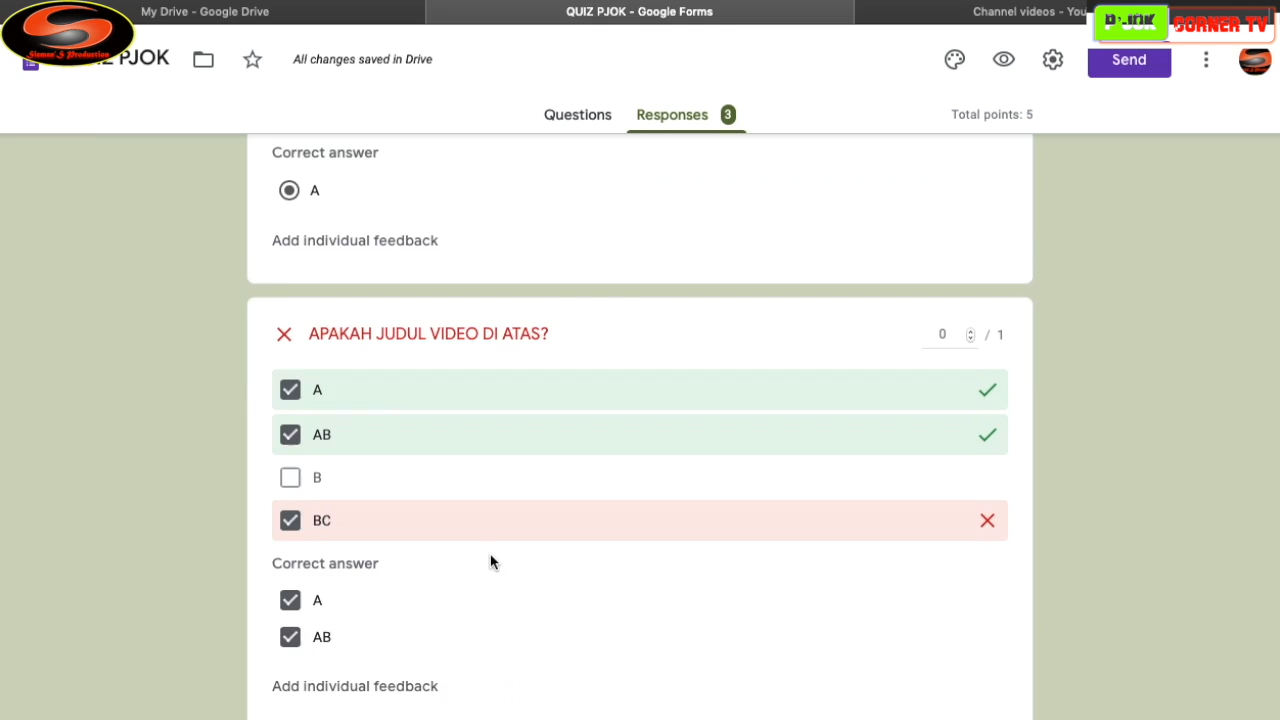 My Drive - Google Drive
QUIZ PJOK - Google Forms
Channel videos - You
PJOK CORNER TV
Siemen'S Production
PJOK
All changes saved in Drive
Send
Questions
Responses 3
Total points: 5
Correct answer
A
Add individual feedback
APAKAH JUDUL VIDEO DI ATAS?
0 / 1
A
AB
B
BC
Correct answer
A
AB
Add individual feedback